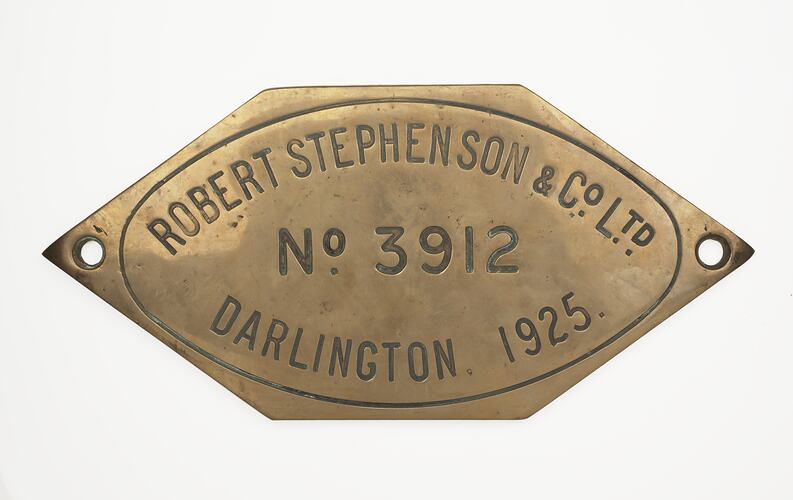 ROBERT STEPHENSON & Co. LTD.
No. 3912
DARLINGTON. 1925.